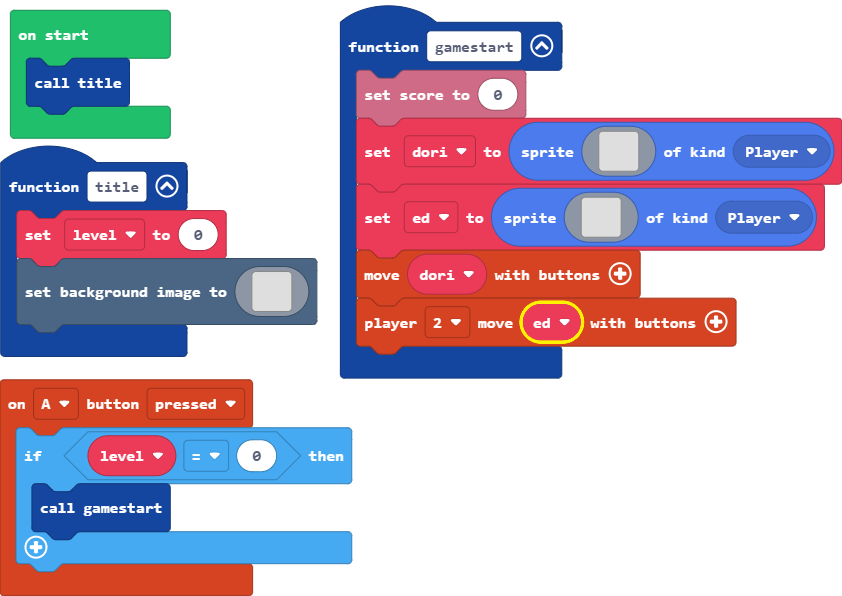 on start
call title
function title
set level to 0
set background image to
on A button pressed
if level = 0 then
call gamestart
function gamestart
set score to 0
set dori to sprite of kind Player
set ed to sprite of kind Player
move dori with buttons
player 2 move ed with buttons